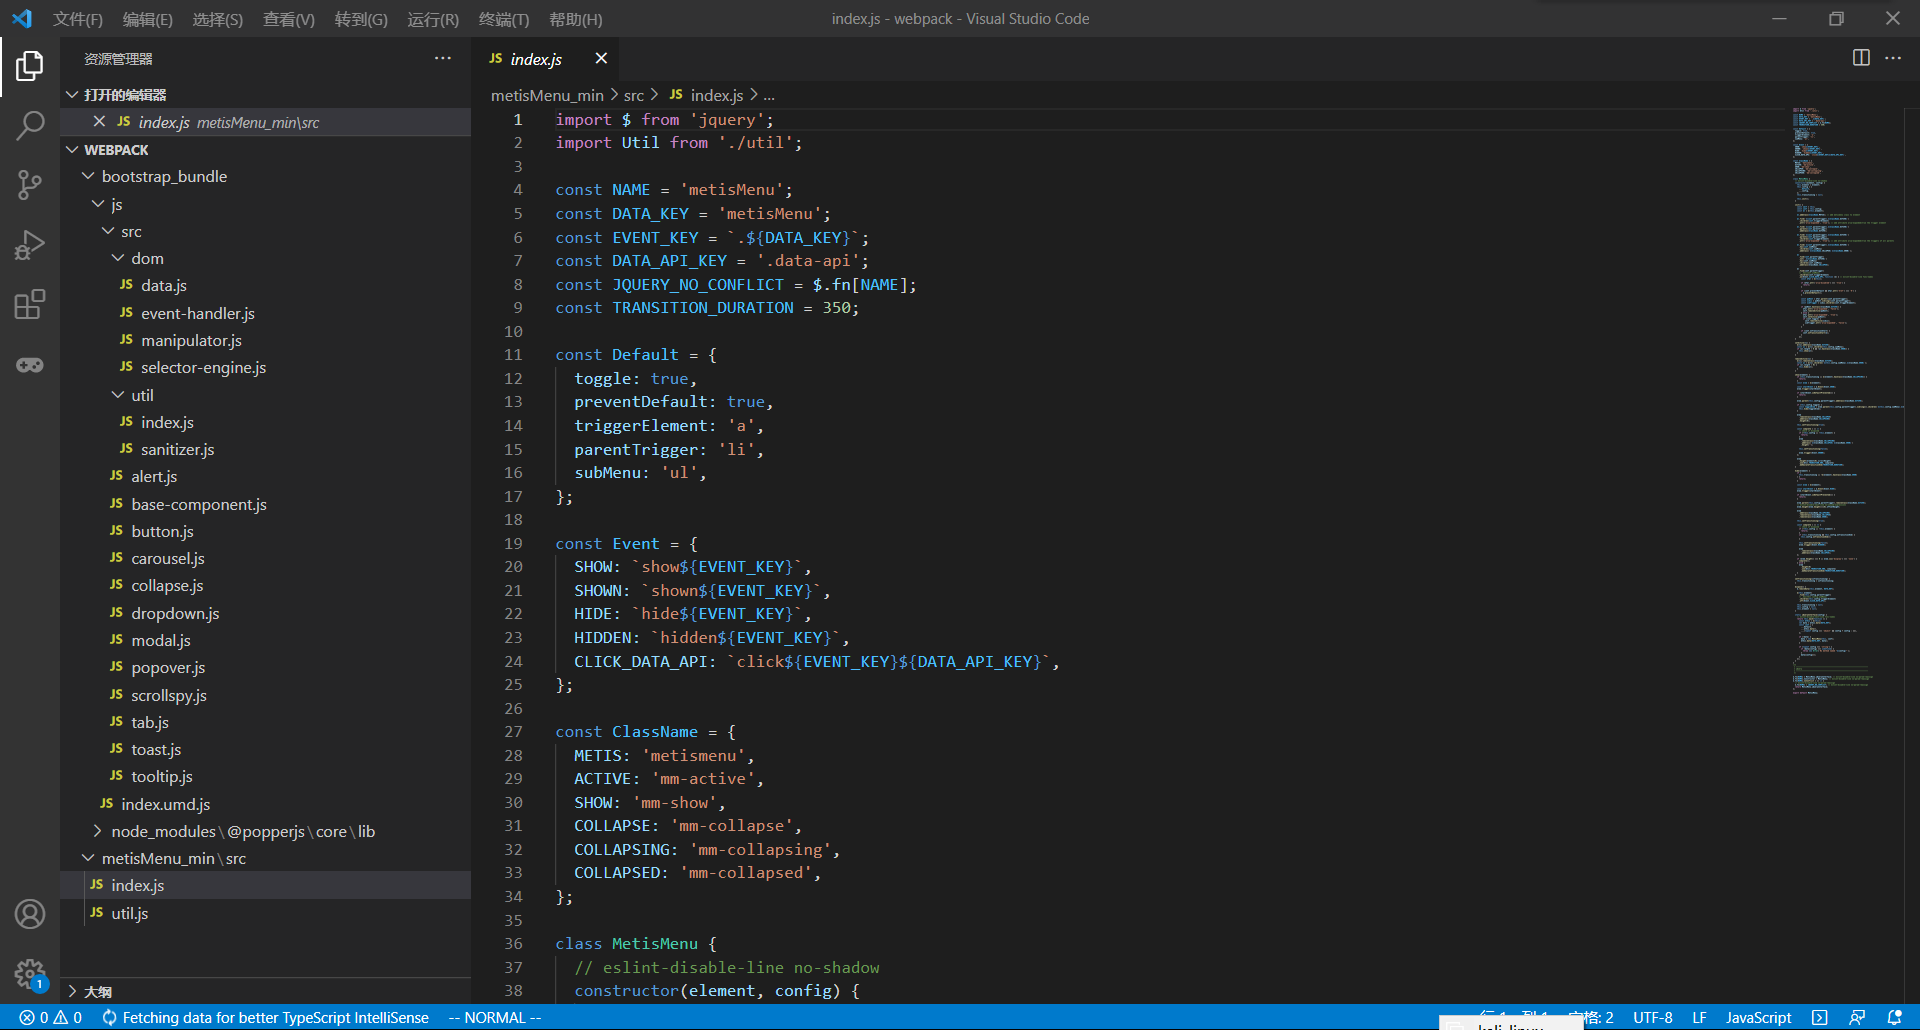 文件(F) 编辑(E) 选择(S) 查看(V) 转到(G) 运行(R) 终端(T) 帮助(H) index.js - webpack - Visual Studio Code
资源管理器 ···
打开的编辑器
JS index.js metisMenu_min\src
WEBPACK
bootstrap_bundle
js
src
dom
JS data.js
JS event-handler.js
JS manipulator.js
JS selector-engine.js
util
JS index.js
JS sanitizer.js
JS alert.js
JS base-component.js
JS button.js
JS carousel.js
JS collapse.js
JS dropdown.js
JS modal.js
JS popover.js
JS scrollspy.js
JS tab.js
JS toast.js
JS tooltip.js
JS index.umd.js
node_modules\@popperjs\core\lib
metisMenu_min\src
JS index.js
JS util.js
大纲
JS index.js
metisMenu_min > src > JS index.js > ...
1 import $ from 'jquery';
2 import Util from './util';
3
4 const NAME = 'metisMenu';
5 const DATA_KEY = 'metisMenu';
6 const EVENT_KEY = `.${DATA_KEY}`;
7 const DATA_API_KEY = '.data-api';
8 const JQUERY_NO_CONFLICT = $.fn[NAME];
9 const TRANSITION_DURATION = 350;
10
11 const Default = {
12 toggle: true,
13 preventDefault: true,
14 triggerElement: 'a',
15 parentTrigger: 'li',
16 subMenu: 'ul',
17 };
18
19 const Event = {
20 SHOW: `show${EVENT_KEY}`,
21 SHOWN: `shown${EVENT_KEY}`,
22 HIDE: `hide${EVENT_KEY}`,
23 HIDDEN: `hidden${EVENT_KEY}`,
24 CLICK_DATA_API: `click${EVENT_KEY}${DATA_API_KEY}`,
25 };
26
27 const ClassName = {
28 METIS: 'metismenu',
29 ACTIVE: 'mm-active',
30 SHOW: 'mm-show',
31 COLLAPSE: 'mm-collapse',
32 COLLAPSING: 'mm-collapsing',
33 COLLAPSED: 'mm-collapsed',
34 };
35
36 class MetisMenu {
37 // eslint-disable-line no-shadow
38 constructor(element, config) {
1
0 0 Fetching data for better TypeScript IntelliSense -- NORMAL -- 空格: 2 UTF-8 LF JavaScript